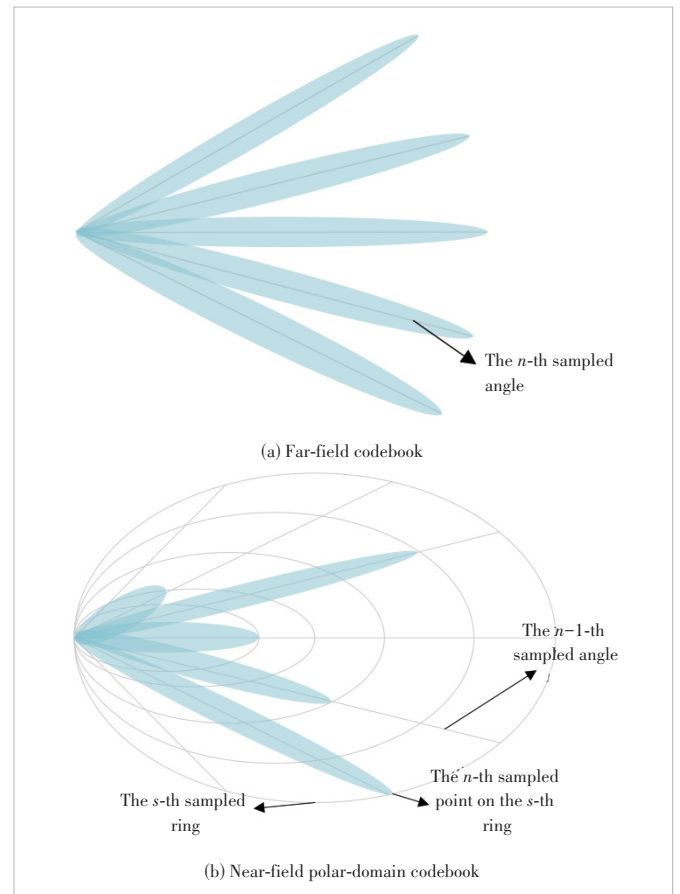 The n-th sampled
angle
(a) Far-field codebook
The n−1-th
sampled angle
The s-th sampled
ring
The n-th sampled
point on the s-th
ring
(b) Near-field polar-domain codebook